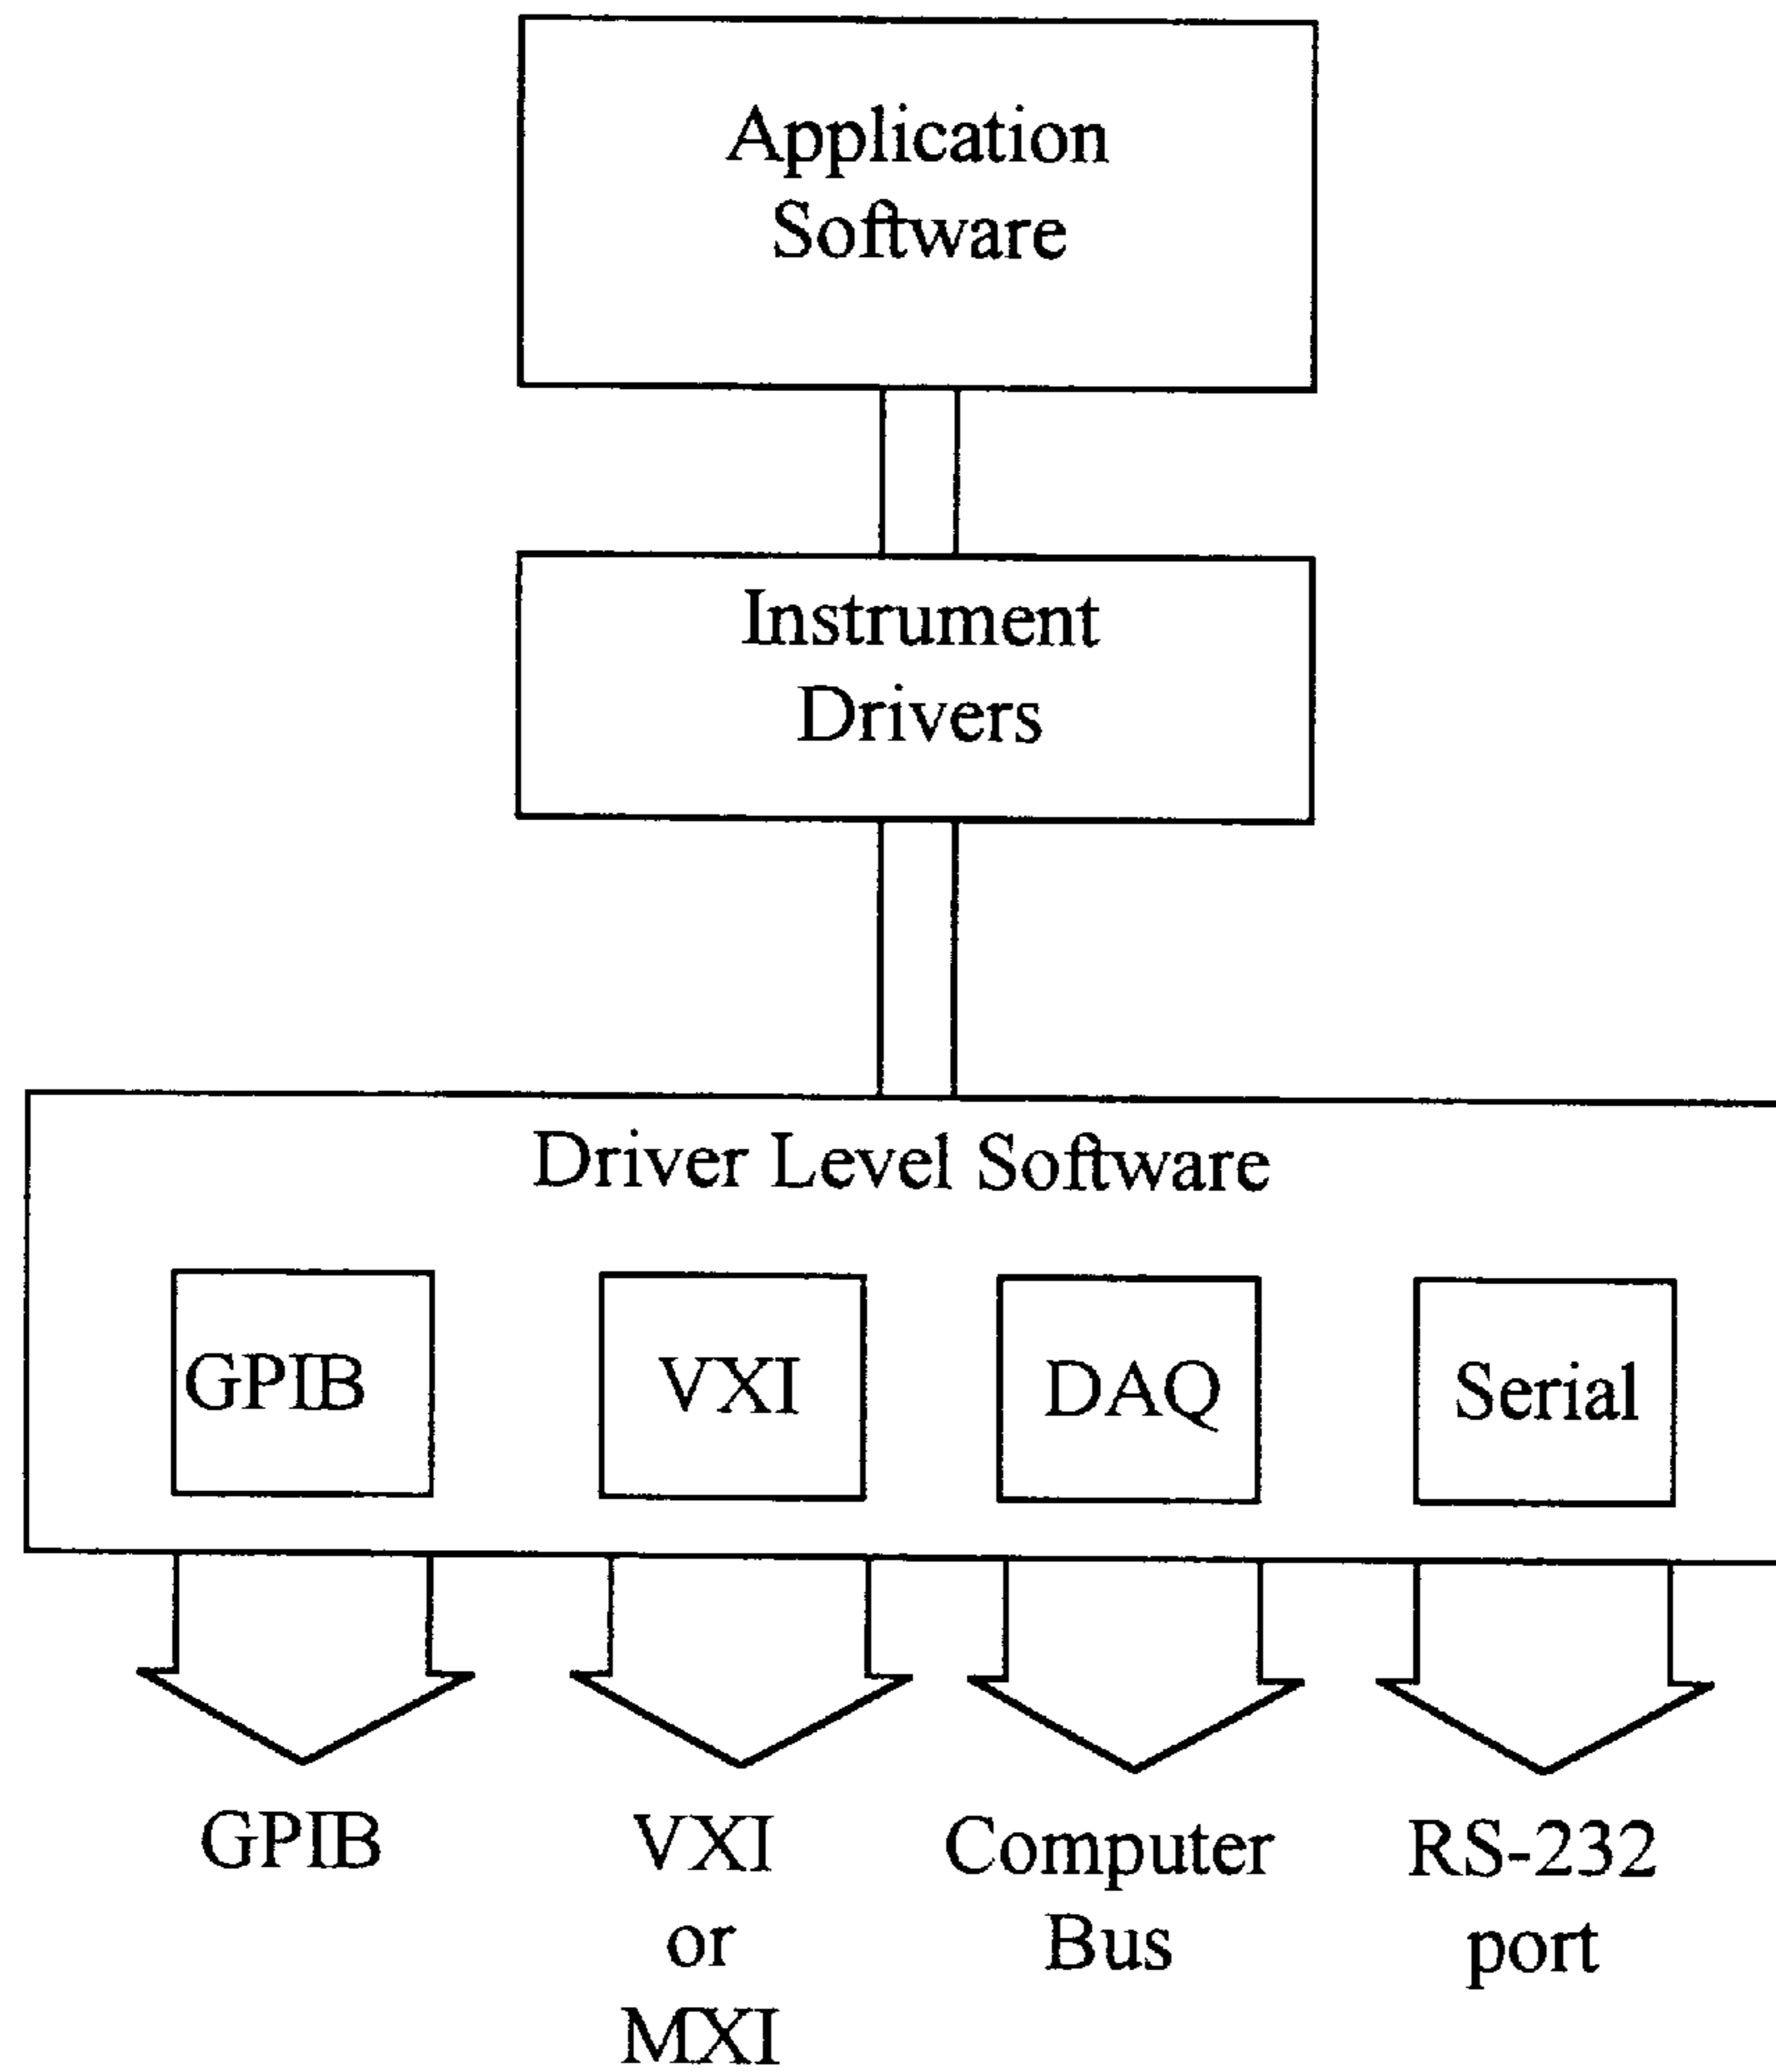 Application
Software
Instrument
Drivers
Driver Level Software
GPIB
VXI
DAQ
Serial
GPIB
VXI
or
MXI
Computer
Bus
RS-232
port